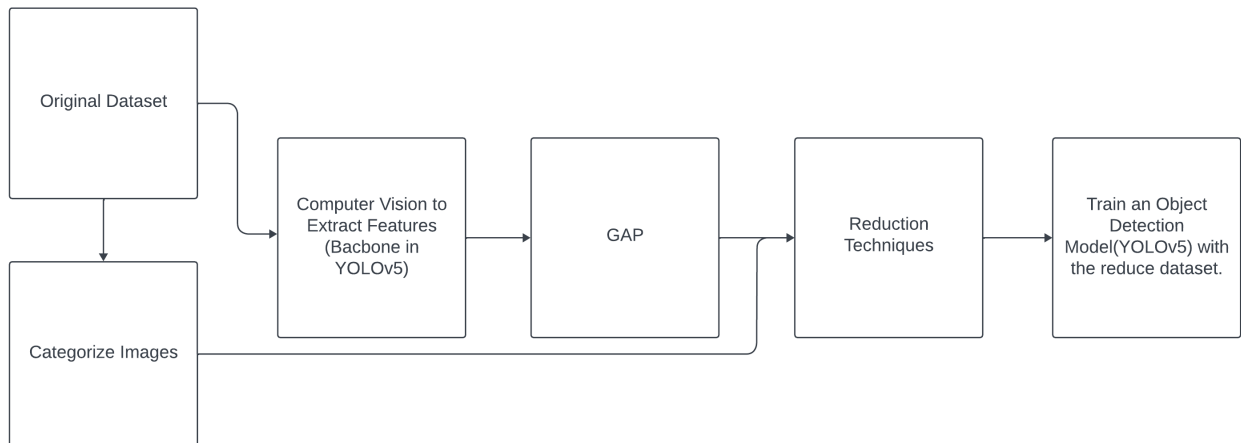 Original Dataset
Computer Vision to
Extract Features
(Bacbone in
YOLOv5)
GAP
Reduction
Techniques
Train an Object
Detection
Model(YOLOv5) with
the reduce dataset.
Categorize Images